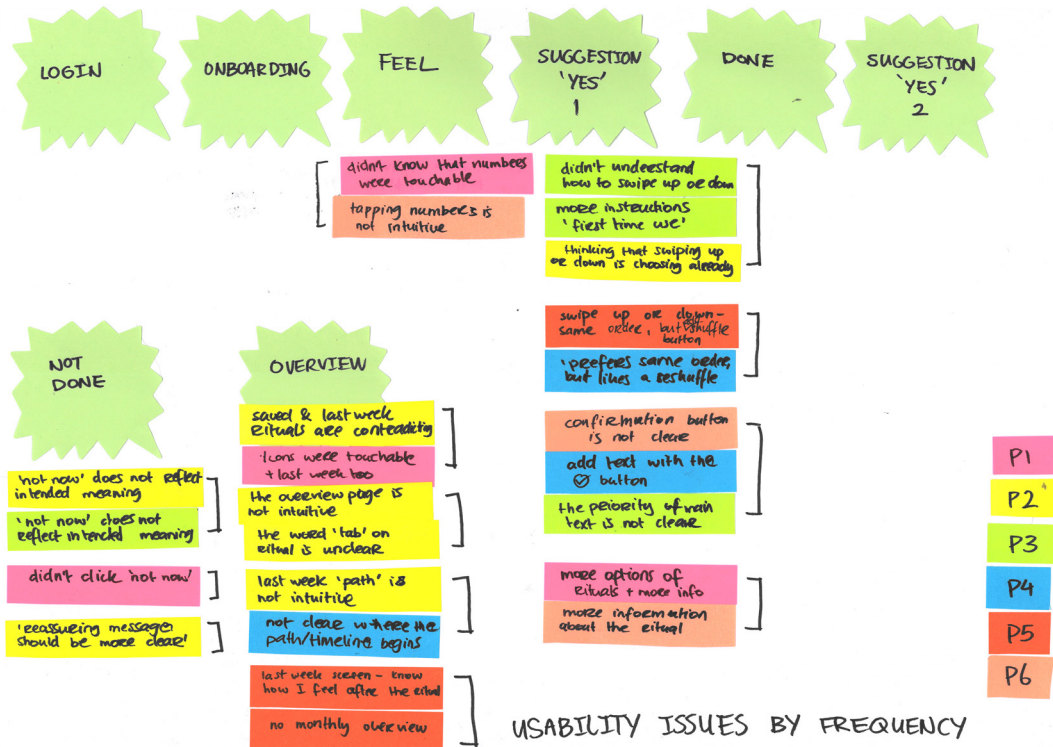 LOGIN
ONBOARDING
FEEL
SUGGESTION
'YES'
1
DONE
SUGGESTION
'YES'
2
didn't know that numbers
were touchable
tapping numbers is
not intuitive
didn't understand
how to swipe up or down
more instructions
'first time use'
thinking that swiping up
or down is choosing already
swipe up or down-
same order, but shuffle
button
'prefers same order,
but likes a reshuffle
confirmation button
is not clear
add text with the
button
the priority of main
text is not clear
more options of
rituals + more info
more information
about the ritual
NOT
DONE
'not now' does not reflect
intended meaning
'not now' does not
reflect intended meaning
didn't click 'not now'
'reassuring messages
should be more clear'
OVERVIEW
saved & last week
rituals are contradicting
icons were touchable
+ last week too
the overview page is
not intuitive
the word 'tab' on
ritual is unclear
last week 'path' is
not intuitive
not clear where the
path/timeline begins
last week screen - know
how I feel after the ritual
no monthly overview
P1
P2
P3
P4
P5
P6
USABILITY ISSUES BY FREQUENCY